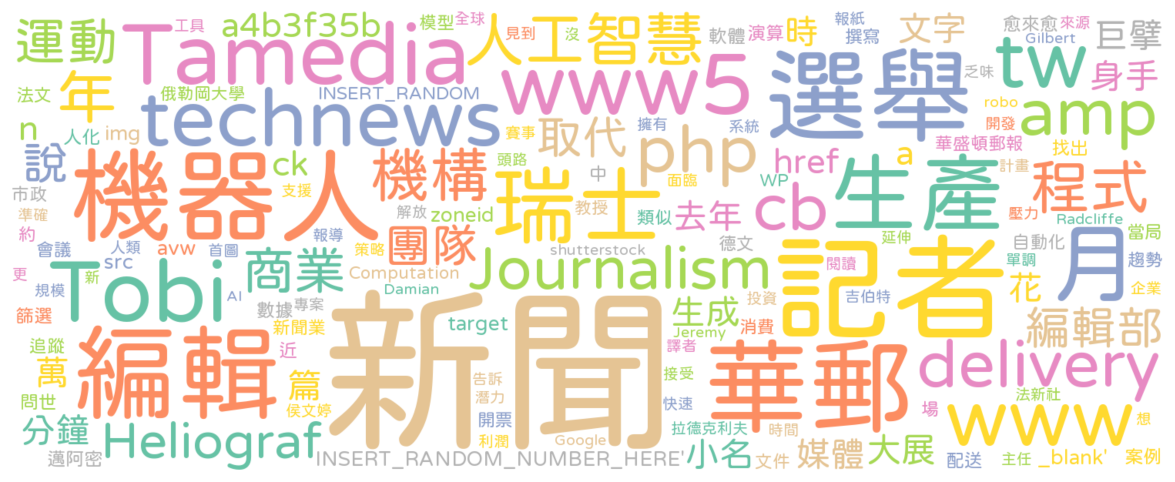 運動
工具
a4b3f35b
模型
全球
見到
沒
報紙
撰寫
愈來愈
來源
Gilbert
巨擘
Tamedia
人工智慧
軟體
演算
時
文字
tw
身手
法文
年
俄勒岡大學
INSERT_RANDOM
www5
選舉
乏味
robo
開發
amp
n
人化
img
technews
賽事
取代
擁有
系統
php
華盛頓郵報
找出
說
ck
頭路
中
面臨
WP
href
a
計畫
程式
機器人
支援
機構
瑞士
教授
類似
去年
cb
生產
壓力
Radcliffe
市政
準確
約
解放
zoneid
團隊
德文
shutterstock
延伸
自動化
當局
單調
趨勢
會議
人類
avw
首圖
報導
策略
Journalism
記者
閱讀
月
更
src
新
Tobi
商業
Computation
Damian
吉伯特
花
企業
規模
AI
數據
專案
新聞
生成
投資
篩選
新聞業
target
Jeremy
消費
編輯部
追蹤
近
編輯
譯者
華郵
delivery
萬
篇
告訴
潛力
接受
法新社
問世
侯文婷
開票
快速
場
www
想
分鐘
Heliograf
利潤
Google
拉德克利夫
時間
媒體
大展
邁阿密
INSERT_RANDOM_NUMBER_HERE'
小名
文件
配送
主任
_blank'
案例